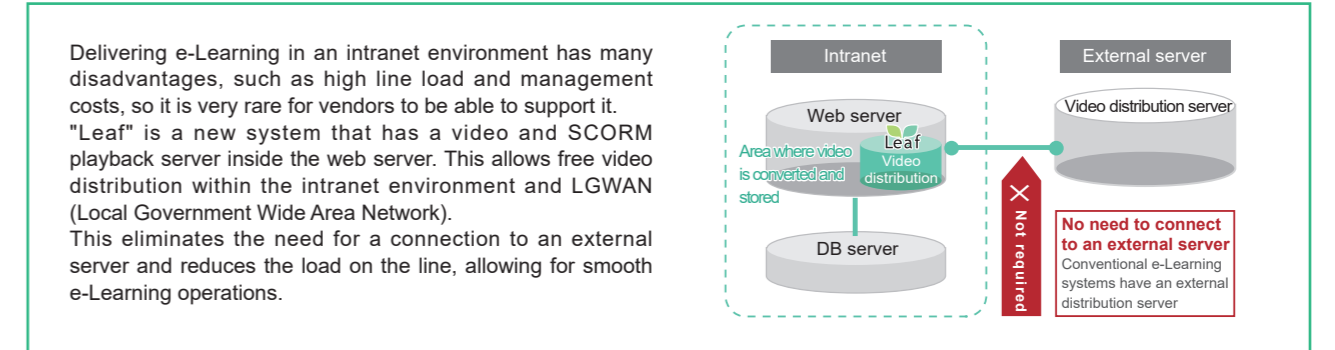 Delivering e-Learning in an intranet environment has many
disadvantages, such as high line load and management
costs, so it is very rare for vendors to be able to support it.
"Leaf" is a new system that has a video and SCORM
playback server inside the web server. This allows free video
distribution within the intranet environment and LGWAN
(Local Government Wide Area Network).
This eliminates the need for a connection to an external
server and reduces the load on the line, allowing for smooth
e-Learning operations.
Intranet
External server
Web server
Leaf
Video
distribution
Area where video
is converted and
stored
DB server
Video distribution server
Not required
No need to connect
to an external server
Conventional e-Learning
systems have an external
distribution server